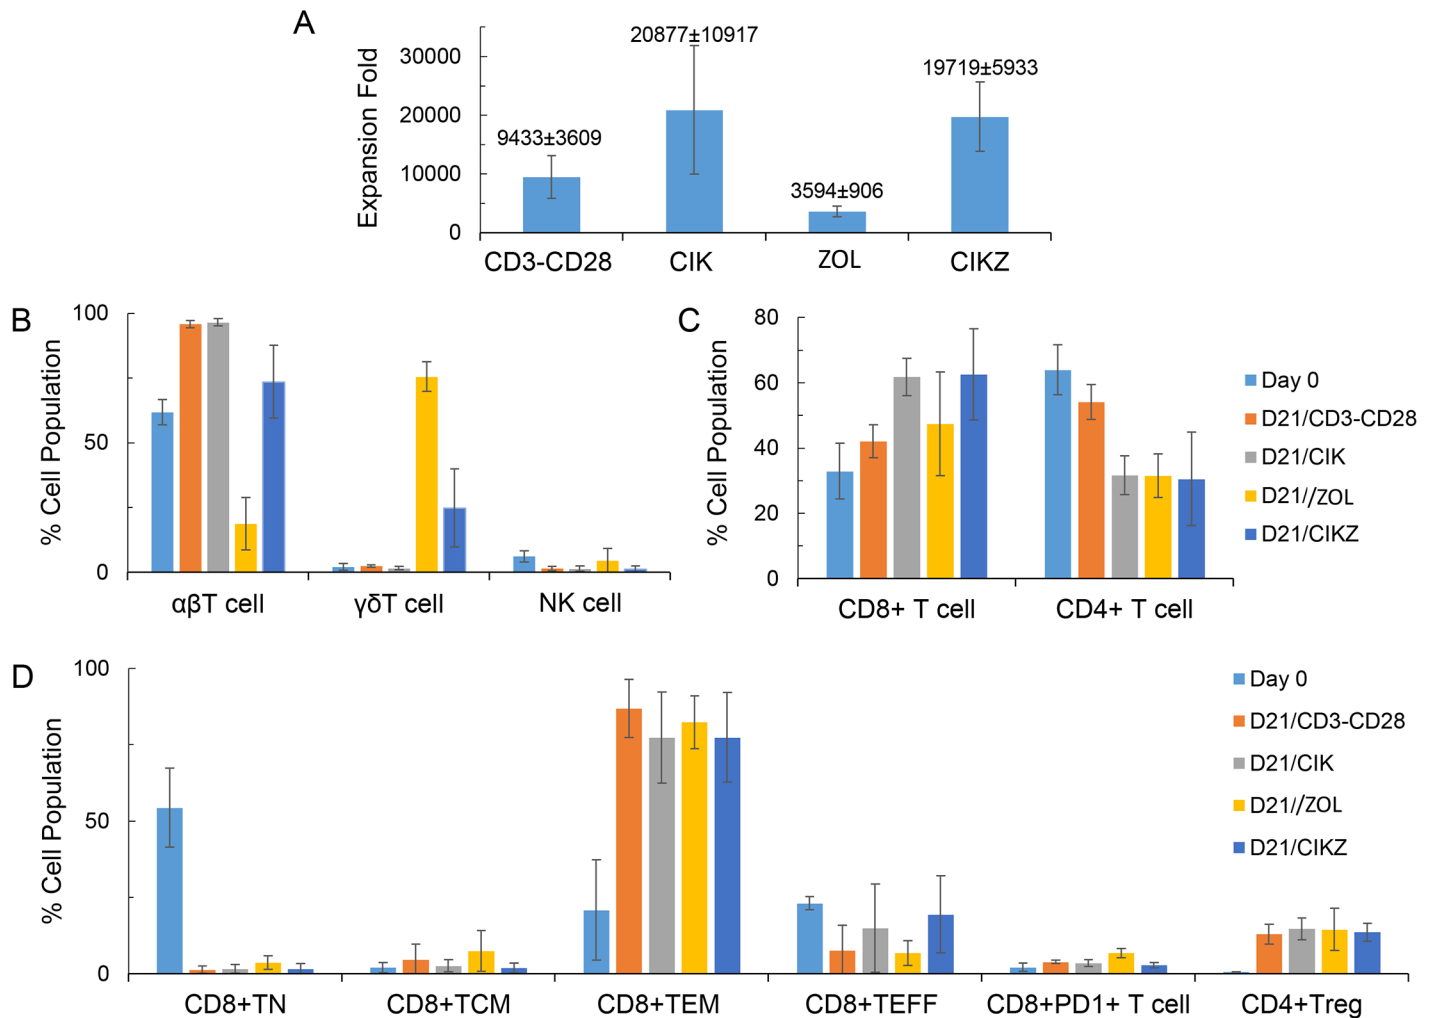 A
Expansion Fold
30000
20000
10000
0
9433±3609
20877±10917
3594±906
19719±5933
CD3-CD28
CIK
ZOL
CIKZ
B
% Cell Population
100
50
0
αβT cell
γδT cell
NK cell
C
% Cell Population
80
60
40
20
0
CD8+ T cell
CD4+ T cell
Day 0
D21/CD3-CD28
D21/CIK
D21//ZOL
D21/CIKZ
D
% Cell Population
100
50
0
CD8+TN
CD8+TCM
CD8+TEM
CD8+TEFF
CD8+PD1+ T cell
CD4+Treg
Day 0
D21/CD3-CD28
D21/CIK
D21//ZOL
D21/CIKZ